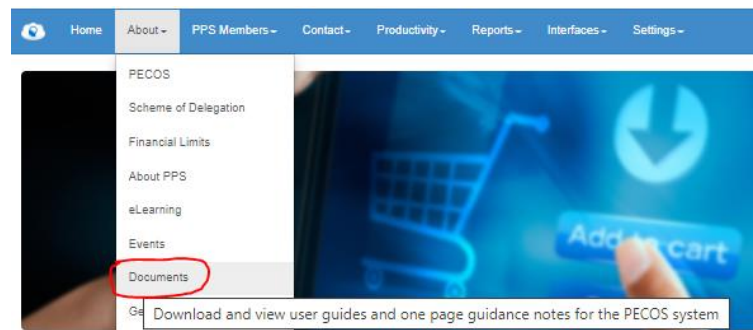 Home About PPS Members Contact Productivity Reports Interfaces Settings
PECOS
Scheme of Delegation
Financial Limits
About PPS
eLearning
Events
Add to cart
Documents
Ge
Download and view user guides and one page guidance notes for the PECOS system